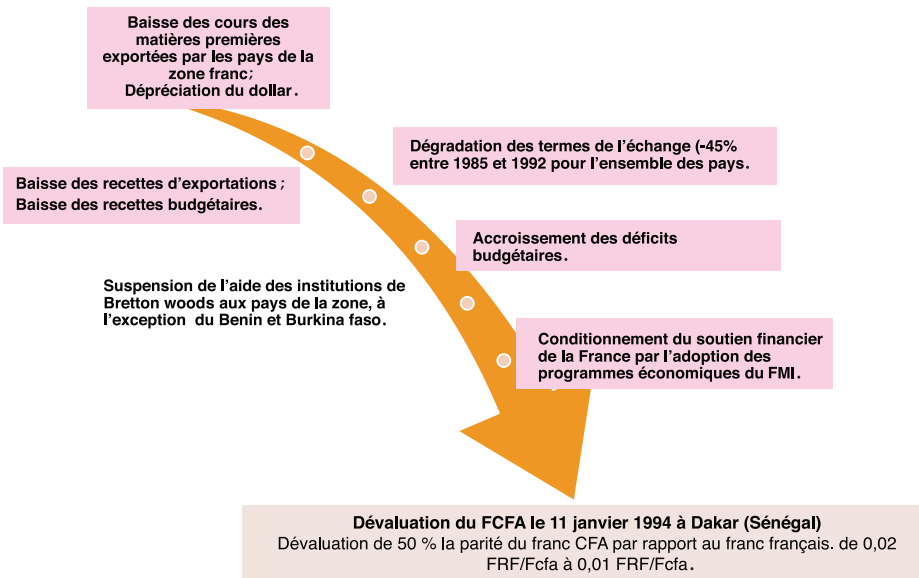 Baisse des cours des
matières premières
exportées par les pays de la
zone franc;
Dépréciation du dollar.
Dégradation des termes de l'échange (-45%
entre 1985 et 1992 pour l'ensemble des pays.
Baisse des recettes d'exportations ;
Baisse des recettes budgétaires.
Accroissement des déficits
budgétaires.
Suspension de l'aide des institutions de
Bretton woods aux pays de la zone, à
l'exception du Benin et Burkina faso.
Conditionnement du soutien financier
de la France par l'adoption des
programmes économiques du FMI.
Dévaluation du FCFA le 11 janvier 1994 à Dakar (Sénégal)
Dévaluation de 50 % la parité du franc CFA par rapport au franc français. de 0,02
FRF/Fcfa à 0,01 FRF/Fcfa.